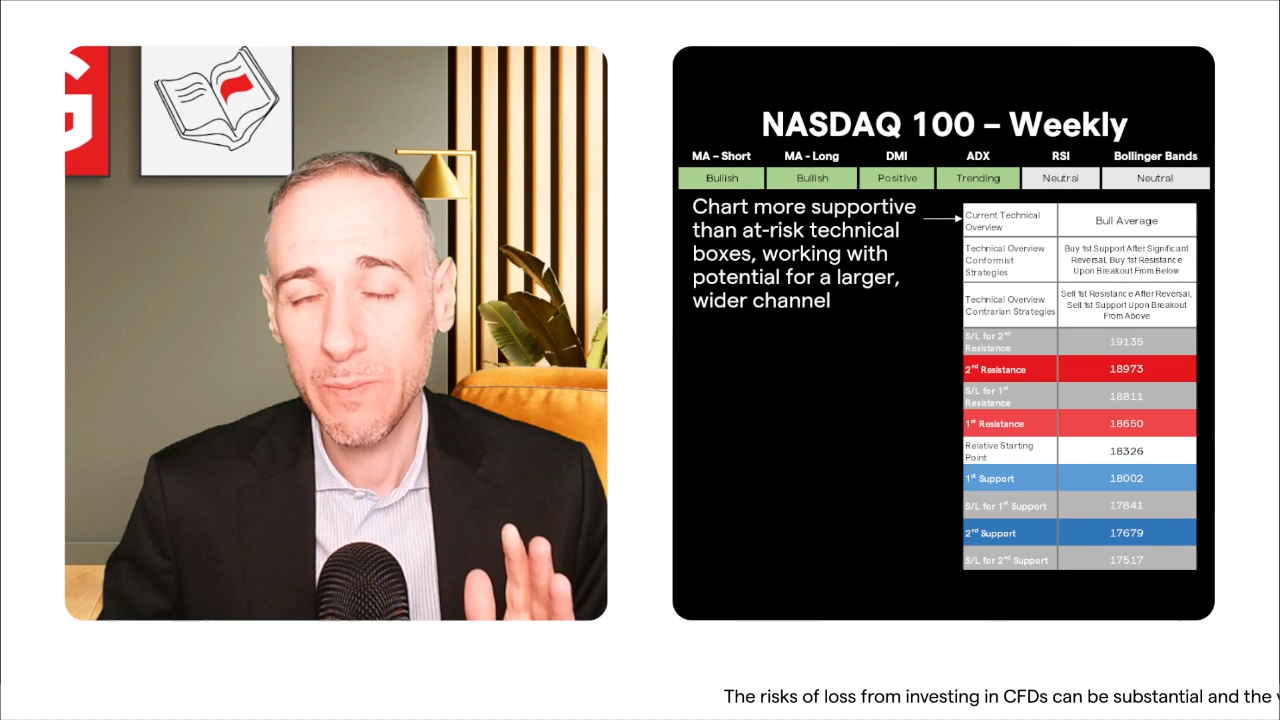 G
NASDAQ 100 – Weekly
MA – Short MA - Long DMI ADX RSI Bollinger Bands
Bullish Bullish Positive Trending Neutral Neutral
Chart more supportive
than at-risk technical
boxes, working with
potential for a larger,
wider channel
Current Technical
Overview
Bull Average
Technical Overview
Conformist
Strategies
Buy 1st Support After Significant
Reversal, Buy 1st Resistance
Upon Breakout From Below
Technical Overview
Contrarian Strategies
Sell 1st Resistance After Reversal,
Sell 1st Support Upon Breakout
From Above
S/L for 2nd
Resistance
19135
2nd Resistance 18973
S/L for 1st
Resistance
18811
1st Resistance 18650
Relative Starting
Point
18326
1st Support 18002
S/L for 1st Support 17841
2nd Support 17679
S/L for 2nd Support 17517
The risks of loss from investing in CFDs can be substantial and the